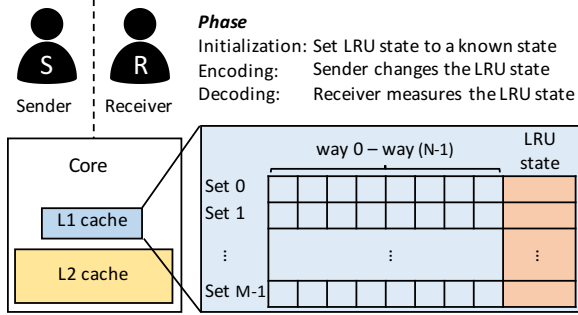 Phase
Initialization: Set LRU state to a known state
Encoding: Sender changes the LRU state
Decoding: Receiver measures the LRU state
S
R
Sender
Receiver
Core
L1 cache
L2 cache
way 0 – way (N-1)
LRU
state
Set 0
Set 1
⋮ ⋮ ⋮
Set M-1